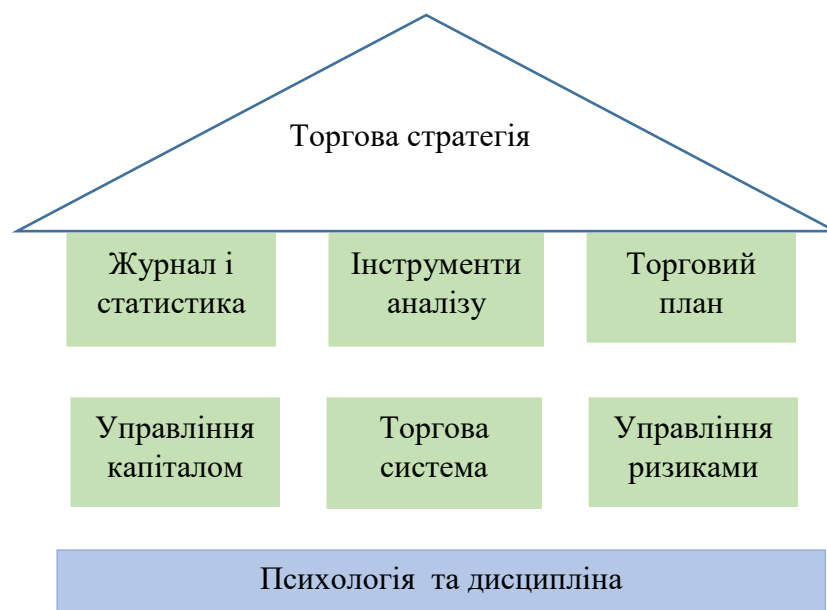 Торгова стратегія
Журнал і
статистика
Інструменти
аналізу
Торговий
план
Управління
капіталом
Торгова
система
Управління
ризиками
Психологія та дисципліна